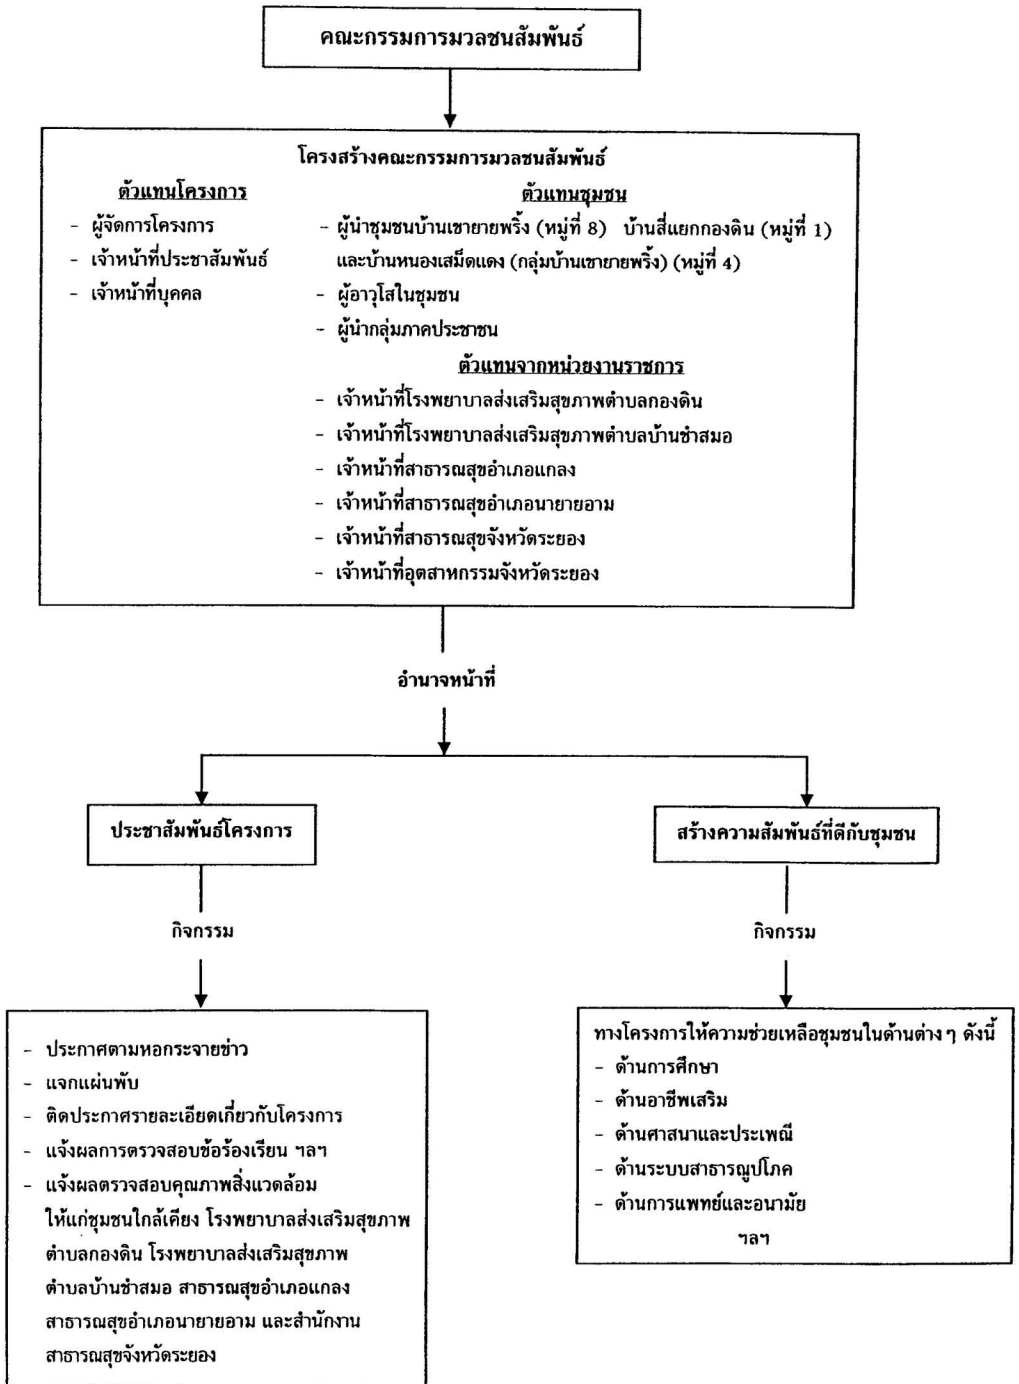 คณะกรรมการมวลชนสัมพันธ์
โครงสร้างคณะกรรมการมวลชนสัมพันธ์
ตัวแทนโครงการ
- ผู้จัดการโครงการ
- เจ้าหน้าที่ประชาสัมพันธ์
- เจ้าหน้าที่บุคคล
ตัวแทนชุมชน
- ผู้นำชุมชนบ้านเขายายพริ้ง (หมู่ที่ 8) บ้านสี่แยกกองดิน (หมู่ที่ 1)
และบ้านหนองเสม็ดแดง (กลุ่มบ้านเขายายพริ้ง) (หมู่ที่ 4)
- ผู้อาวุโสในชุมชน
- ผู้นำกลุ่มภาคประชาชน
ตัวแทนจากหน่วยงานราชการ
- เจ้าหน้าที่โรงพยาบาลส่งเสริมสุขภาพตำบลกองดิน
- เจ้าหน้าที่โรงพยาบาลส่งเสริมสุขภาพตำบลบ้านชำสมอ
- เจ้าหน้าที่สาธารณสุขอำเภอแกลง
- เจ้าหน้าที่สาธารณสุขอำเภอนายายอาม
- เจ้าหน้าที่สาธารณสุขจังหวัดระยอง
- เจ้าหน้าที่อุตสาหกรรมจังหวัดระยอง
อำนาจหน้าที่
ประชาสัมพันธ์โครงการ
กิจกรรม
- ประกาศตามหอกระจายข่าว
- แจกแผ่นพับ
- ติดประกาศรายละเอียดเกี่ยวกับโครงการ
- แจ้งผลการตรวจสอบข้อร้องเรียน ฯลฯ
- แจ้งผลตรวจสอบคุณภาพสิ่งแวดล้อม
ให้แก่ชุมชนใกล้เคียง โรงพยาบาลส่งเสริมสุขภาพ
ตำบลกองดิน โรงพยาบาลส่งเสริมสุขภาพ
ตำบลบ้านชำสมอ สาธารณสุขอำเภอแกลง
สาธารณสุขอำเภอนายายอาม และสำนักงาน
สาธารณสุขจังหวัดระยอง
สร้างความสัมพันธ์ที่ดีกับชุมชน
กิจกรรม
ทางโครงการให้ความช่วยเหลือชุมชนในด้านต่าง ๆ ดังนี้
- ด้านการศึกษา
- ด้านอาชีพเสริม
- ด้านศาสนาและประเพณี
- ด้านระบบสาธารณูปโภค
- ด้านการแพทย์และอนามัย
ฯลฯ